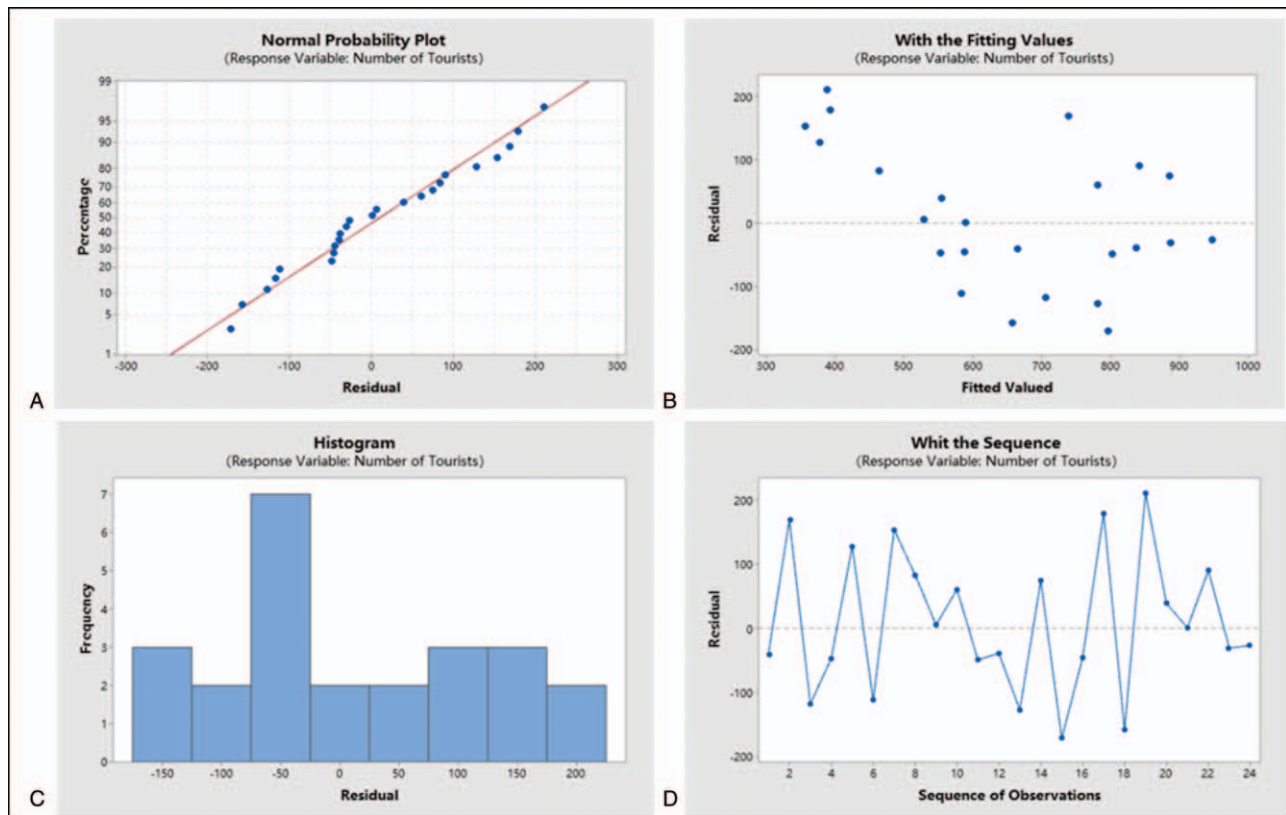 Normal Probability Plot
(Response Variable: Number of Tourists)
99
95
90
80
70
60
50
40
30
20
10
5
1
Percentage
-300 -200 -100 0 100 200 300
Residual
A
With the Fitting Values
(Response Variable: Number of Tourists)
200
100
0
-100
-200
Residual
300 400 500 600 700 800 900 1000
Fitted Valued
B
Histogram
(Response Variable: Number of Tourists)
7
6
5
4
3
2
1
0
Frequency
-150 -100 -50 0 50 100 150 200
Residual
C
Whit the Sequence
(Response Variable: Number of Tourists)
200
100
0
-100
-200
Residual
2 4 6 8 10 12 14 16 18 20 22 24
Sequence of Observations
D